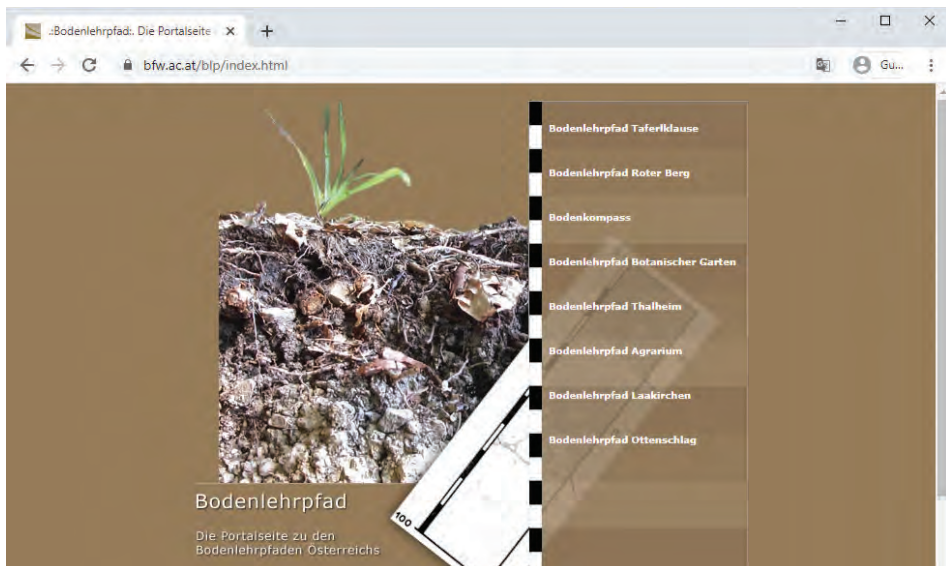 .:Bodenlehrpfad:. Die Portalseite
bfw.ac.at/blp/index.html
Gu...
Bodenlehrpfad Taferlklause
Bodenlehrpfad Roter Berg
Bodenkompass
Bodenlehrpfad Botanischer Garten
Bodenlehrpfad Thalheim
Bodenlehrpfad Agrarium
Bodenlehrpfad Laakirchen
Bodenlehrpfad Ottenschlag
Bodenlehrpfad
100
Die Portalseite zu den
Bodenlehrpfaden Österreichs